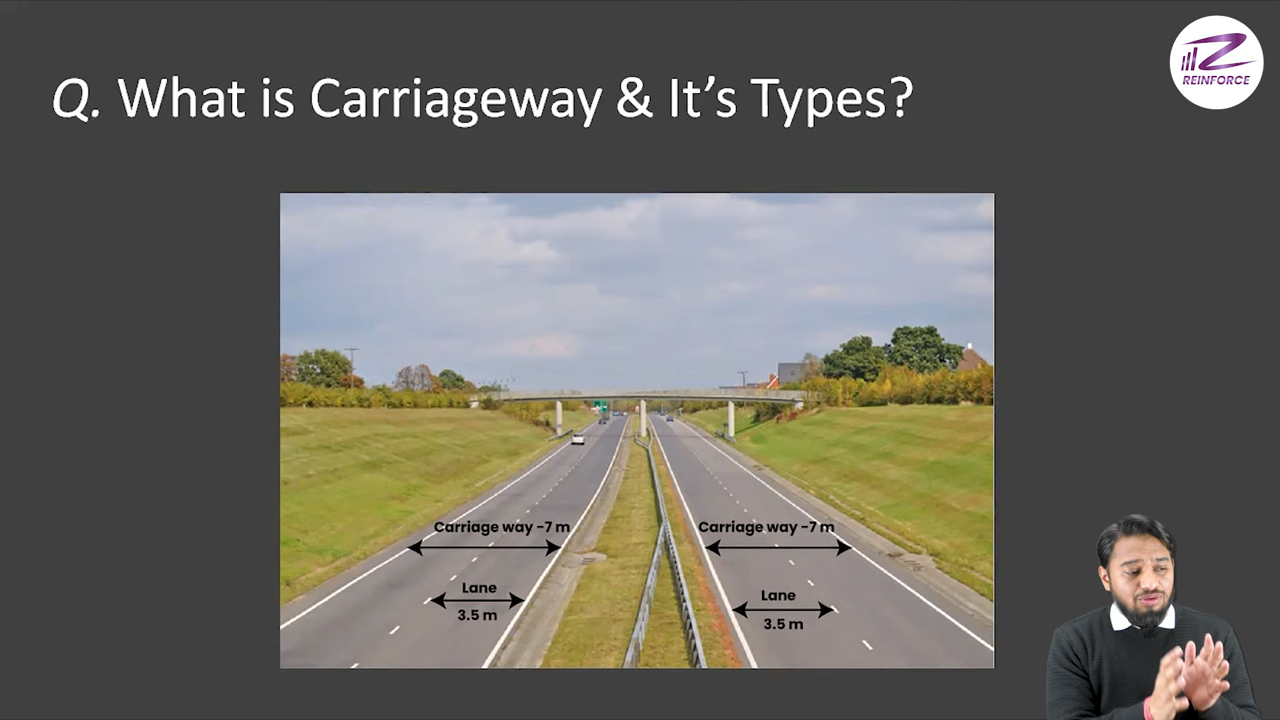 Q. What is Carriageway & It's Types?
REINFORCE
Carriage way -7 m
Carriage way -7 m
Lane
3.5 m
Lane
3.5 m